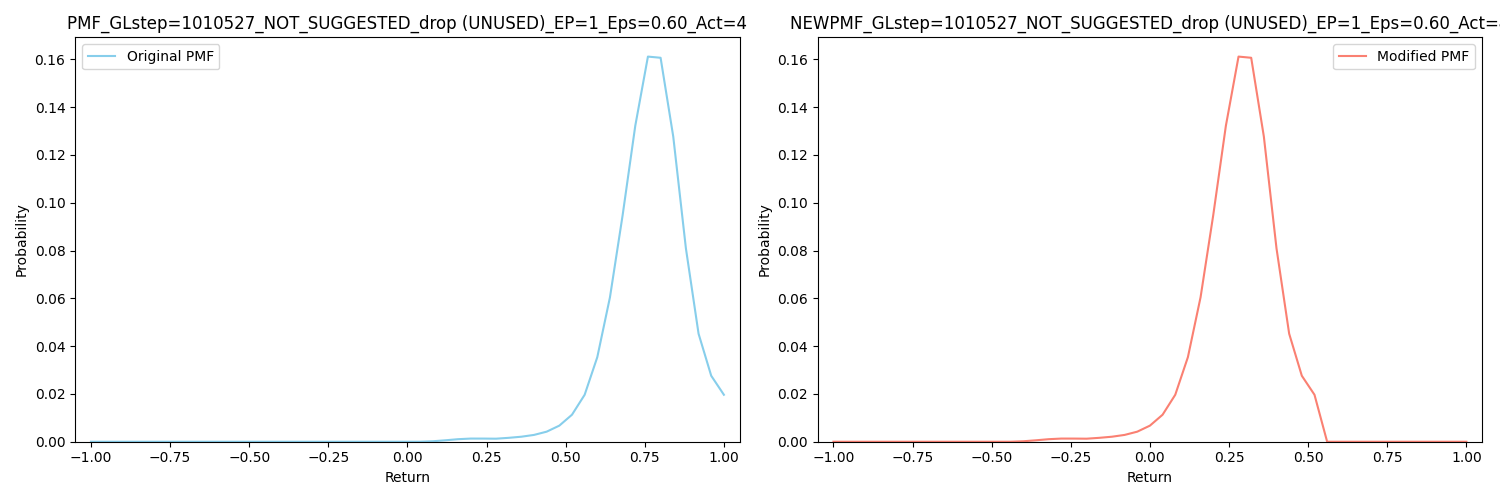 PMF_GLstep=1010527_NOT_SUGGESTED_drop (UNUSED)_EP=1_Eps=0.60_Act=4
Original PMF
0.16
0.14
0.12
0.10
0.08
0.06
0.04
0.02
0.00
Probability
−1.00 −0.75 −0.50 −0.25 0.00 0.25 0.50 0.75 1.00
Return
NEWPMF_GLstep=1010527_NOT_SUGGESTED_drop (UNUSED)_EP=1_Eps=0.60_Act=
Modified PMF
0.16
0.14
0.12
0.10
0.08
0.06
0.04
0.02
0.00
Probability
−1.00 −0.75 −0.50 −0.25 0.00 0.25 0.50 0.75 1.00
Return